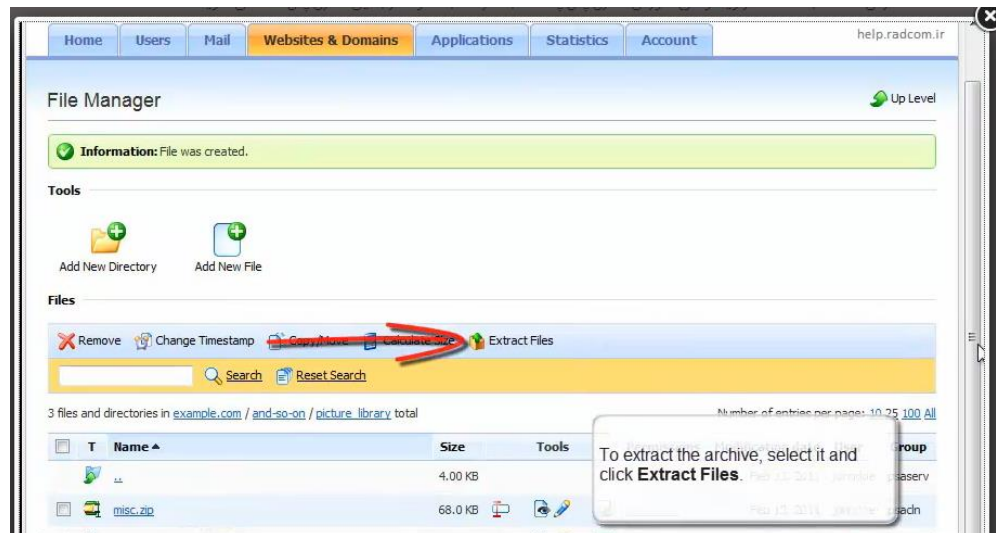 Home Users Mail Websites & Domains Applications Statistics Account help.radcom.ir
File Manager Up Level
Information: File was created.
Tools
Add New Directory Add New File
Files
Remove Change Timestamp Copy/Move Calculate Size Extract Files
Search Reset Search
3 files and directories in example.com / and-so-on / picture_library total Number of entries per page: 10 25 100 All
T Name Size Tools Group
.. 4.00 KB psaserv
misc.zip 68.0 KB
To extract the archive, select it and
click Extract Files.